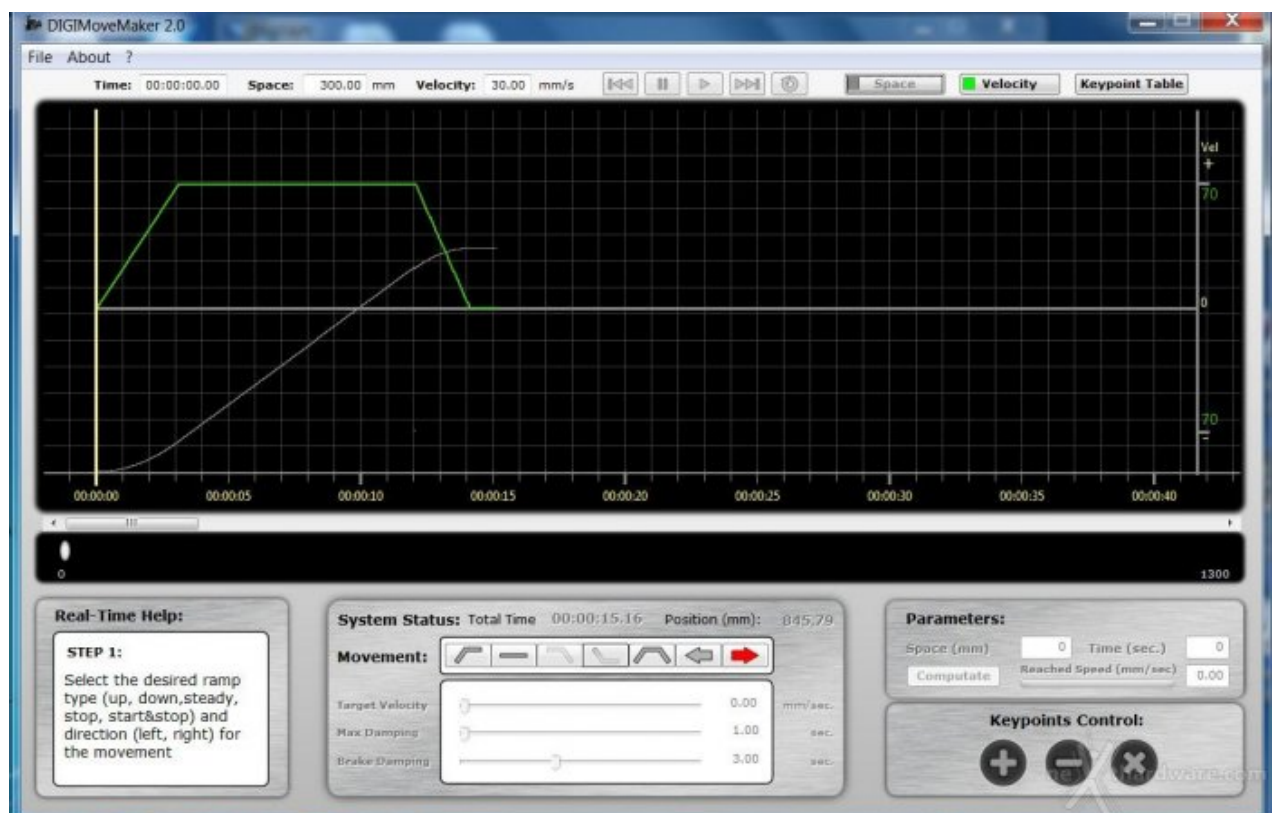 DIGIMoveMaker 2.0
File About ?
Time: 00:00:00.00 Space: 300.00 mm Velocity: 30.00 mm/s Space Velocity Keypoint Table
Vel
+
70
0
70
-
00:00:00 00:00:05 00:00:10 00:00:15 00:00:20 00:00:25 00:00:30 00:00:35 00:00:40
0 1300
Real-Time Help:
STEP 1:
Select the desired ramp
type (up, down,steady,
stop, start&stop) and
direction (left, right) for
the movement
System Status: Total Time 00:00:15.16 Position (mm): 845,79
Movement:
Target Velocity 0.00 mm/sec.
Max Damping 1.00 sec.
Brake Damping 3.00 sec.
Parameters:
Space (mm) 0 Time (sec.) 0
Computate Reached Speed (mm/sec) 0.00
Keypoints Control: